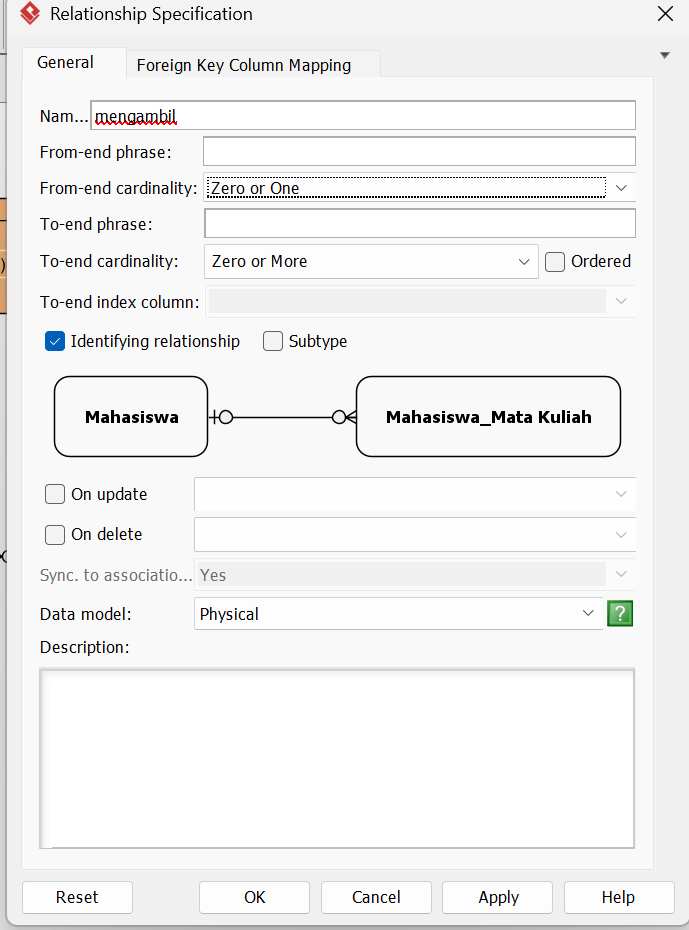 Relationship Specification
General
Foreign Key Column Mapping
Nam... mengambil
From-end phrase:
From-end cardinality: Zero or One
To-end phrase:
To-end cardinality: Zero or More Ordered
To-end index column:
Identifying relationship Subtype
Mahasiswa Mahasiswa_Mata Kuliah
On update
On delete
Sync. to associatio... Yes
Data model: Physical ?
Description:
Reset OK Cancel Apply Help
)